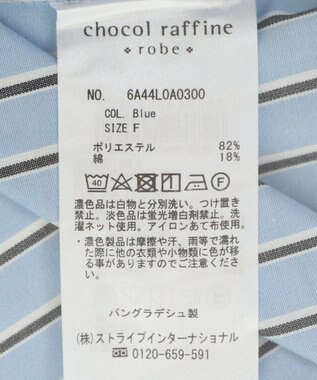 chocol raffine
robe
NO. 6A44L0A0300
COL. Blue
SIZE F
ポリエステル 82%
綿 18%
40 F
濃色品は白物と分別洗い。つけ置き
禁止。淡色品は蛍光増白剤禁止。洗
濯ネット使用。アイロンあて布使用。
・濃色製品は摩擦や汗、雨等で濡れ
た際に他の衣類や小物に色が移
る事がありますのでご注意くださ
い。
バングラデシュ製
(株)ストライプインターナショナル
0120-659-591